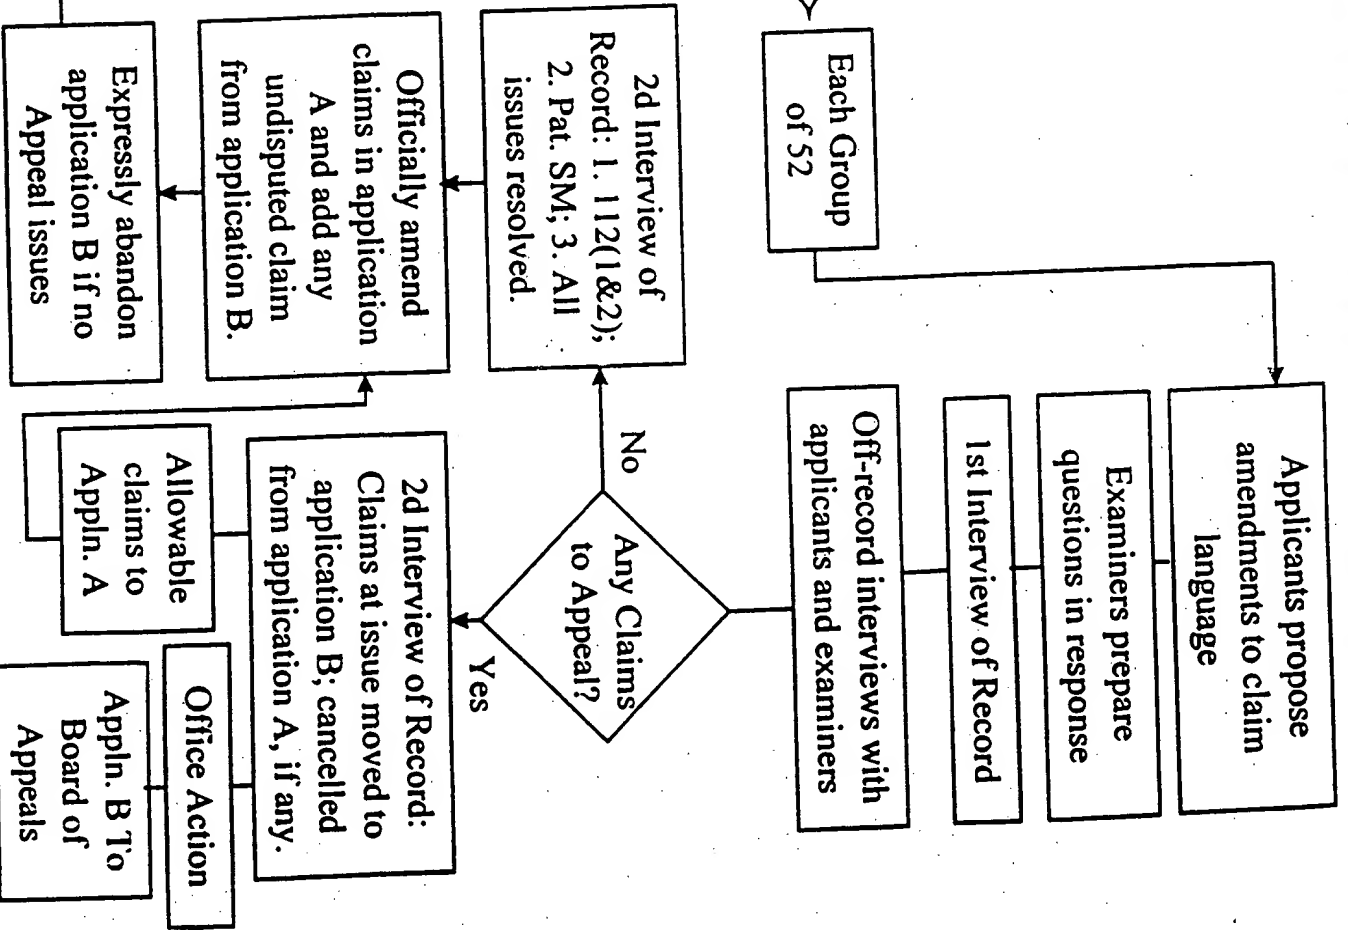 Each Group
of 52
Applicants propose
amendments to claim
language
Examiners prepare
questions in response
1st Interview of Record
Off-record interviews with
applicants and examiners
Any Claims
to Appeal?
No
Yes
2d Interview of
Record: 1. 112(1&2);
2. Pat. SM; 3. All
issues resolved.
Officially amend
claims in application
A and add any
undisputed claim
from application B.
Expressly abandon
application B if no
Appeal issues
2d Interview of Record:
Claims at issue moved to
application B; cancelled
from application A, if any.
Allowable
claims to
Appln. A
Office Action
Appln. B To
Board of
Appeals